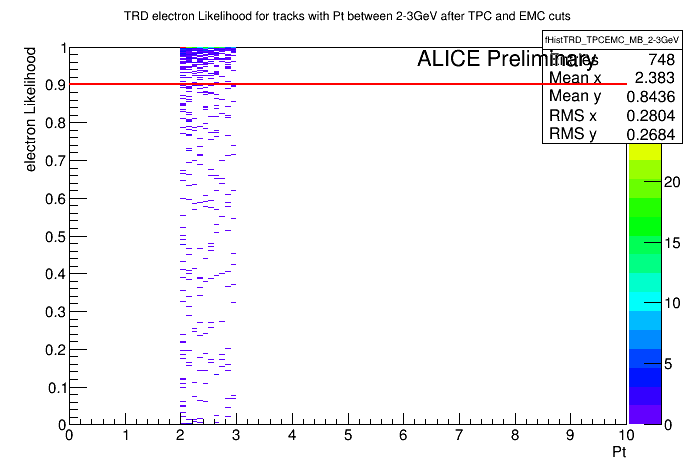 TRD electron Likelihood for tracks with Pt between 2-3GeV after TPC and EMC cuts
fHistTRD_TPCEMC_MB_2-3GeV
ALICE Preliminary
Entries 748
Mean x 2.383
Mean y 0.8436
RMS x 0.2804
RMS y 0.2684
electron Likelihood
1
0.9
0.8
0.7
0.6
0.5
0.4
0.3
0.2
0.1
0
20
15
10
5
0
0 1 2 3 4 5 6 7 8 9 10
Pt